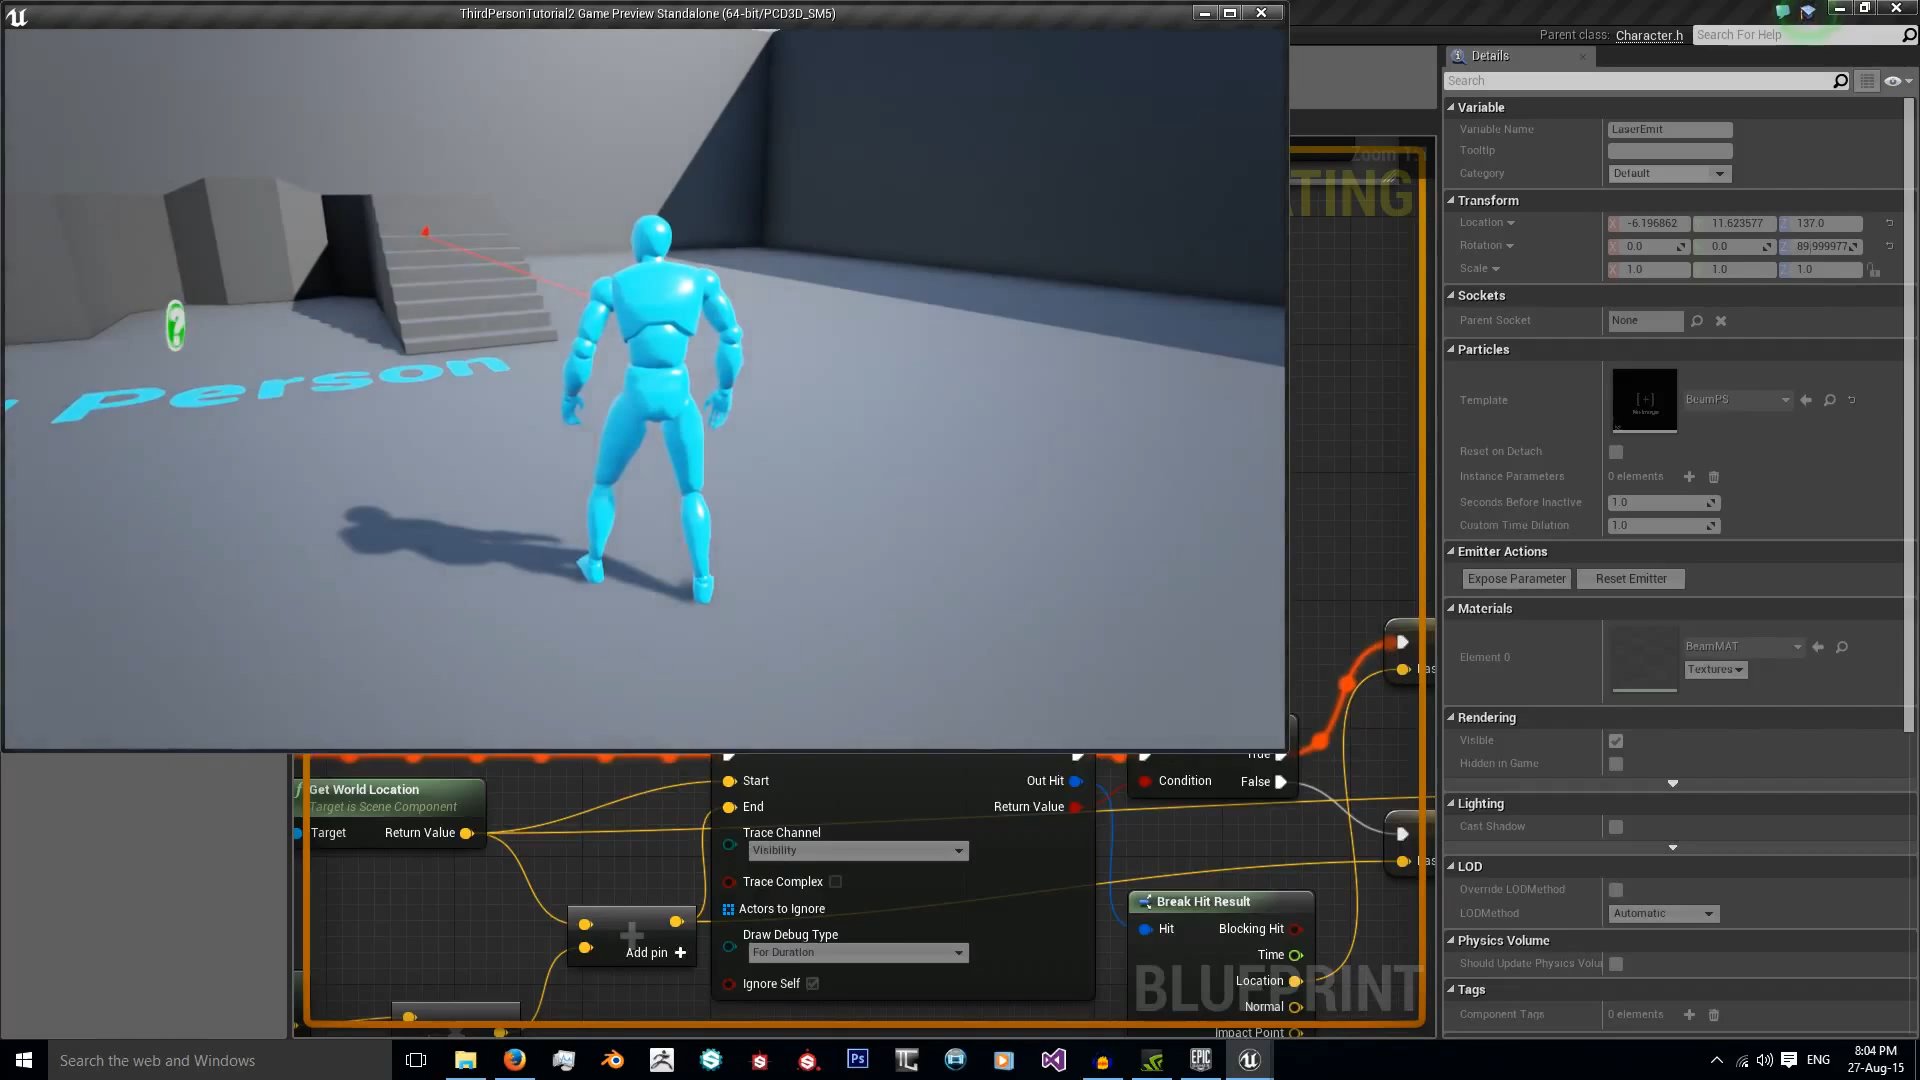 ThirdPersonTutorial2 Game Preview Standalone (64-bit/PCD3D_SM5)
Parent class: Character.h
Search For Help
Details
Search
Variable
Variable Name
LaserEmit
Tooltip
Category
Default
Transform
Location
X -6.196862
11.623577
Z 137.0
Rotation
X 0.0
0.0
Z 89.999977
Scale
X 1.0
1.0
Z 1.0
Sockets
Parent Socket
None
Particles
Template
[+]
No Image
BeamPS
Reset on Detach
Instance Parameters
0 elements
Seconds Before Inactive
1.0
Custom Time Dilation
1.0
Emitter Actions
Expose Parameter
Reset Emitter
Materials
Element 0
BeamMAT
Textures
Rendering
Visible
Hidden in Game
Lighting
Cast Shadow
LOD
Override LODMethod
LODMethod
Automatic
Physics Volume
Should Update Physics Volu
Tags
Component Tags
0 elements
Zoom 1:1
ATING
?
Person
f Get World Location
Target is Scene Component
Target
Return Value
Add pin
Start
End
Trace Channel
Visibility
Trace Complex
Actors to Ignore
Draw Debug Type
For Duration
Ignore Self
Out Hit
Return Value
True
Condition
False
Break Hit Result
Hit
Blocking Hit
Time
Location
Normal
Impact Point
BLUEPRINT
Search the web and Windows
Ps
EPIC
ENG
8:04 PM
27-Aug-15